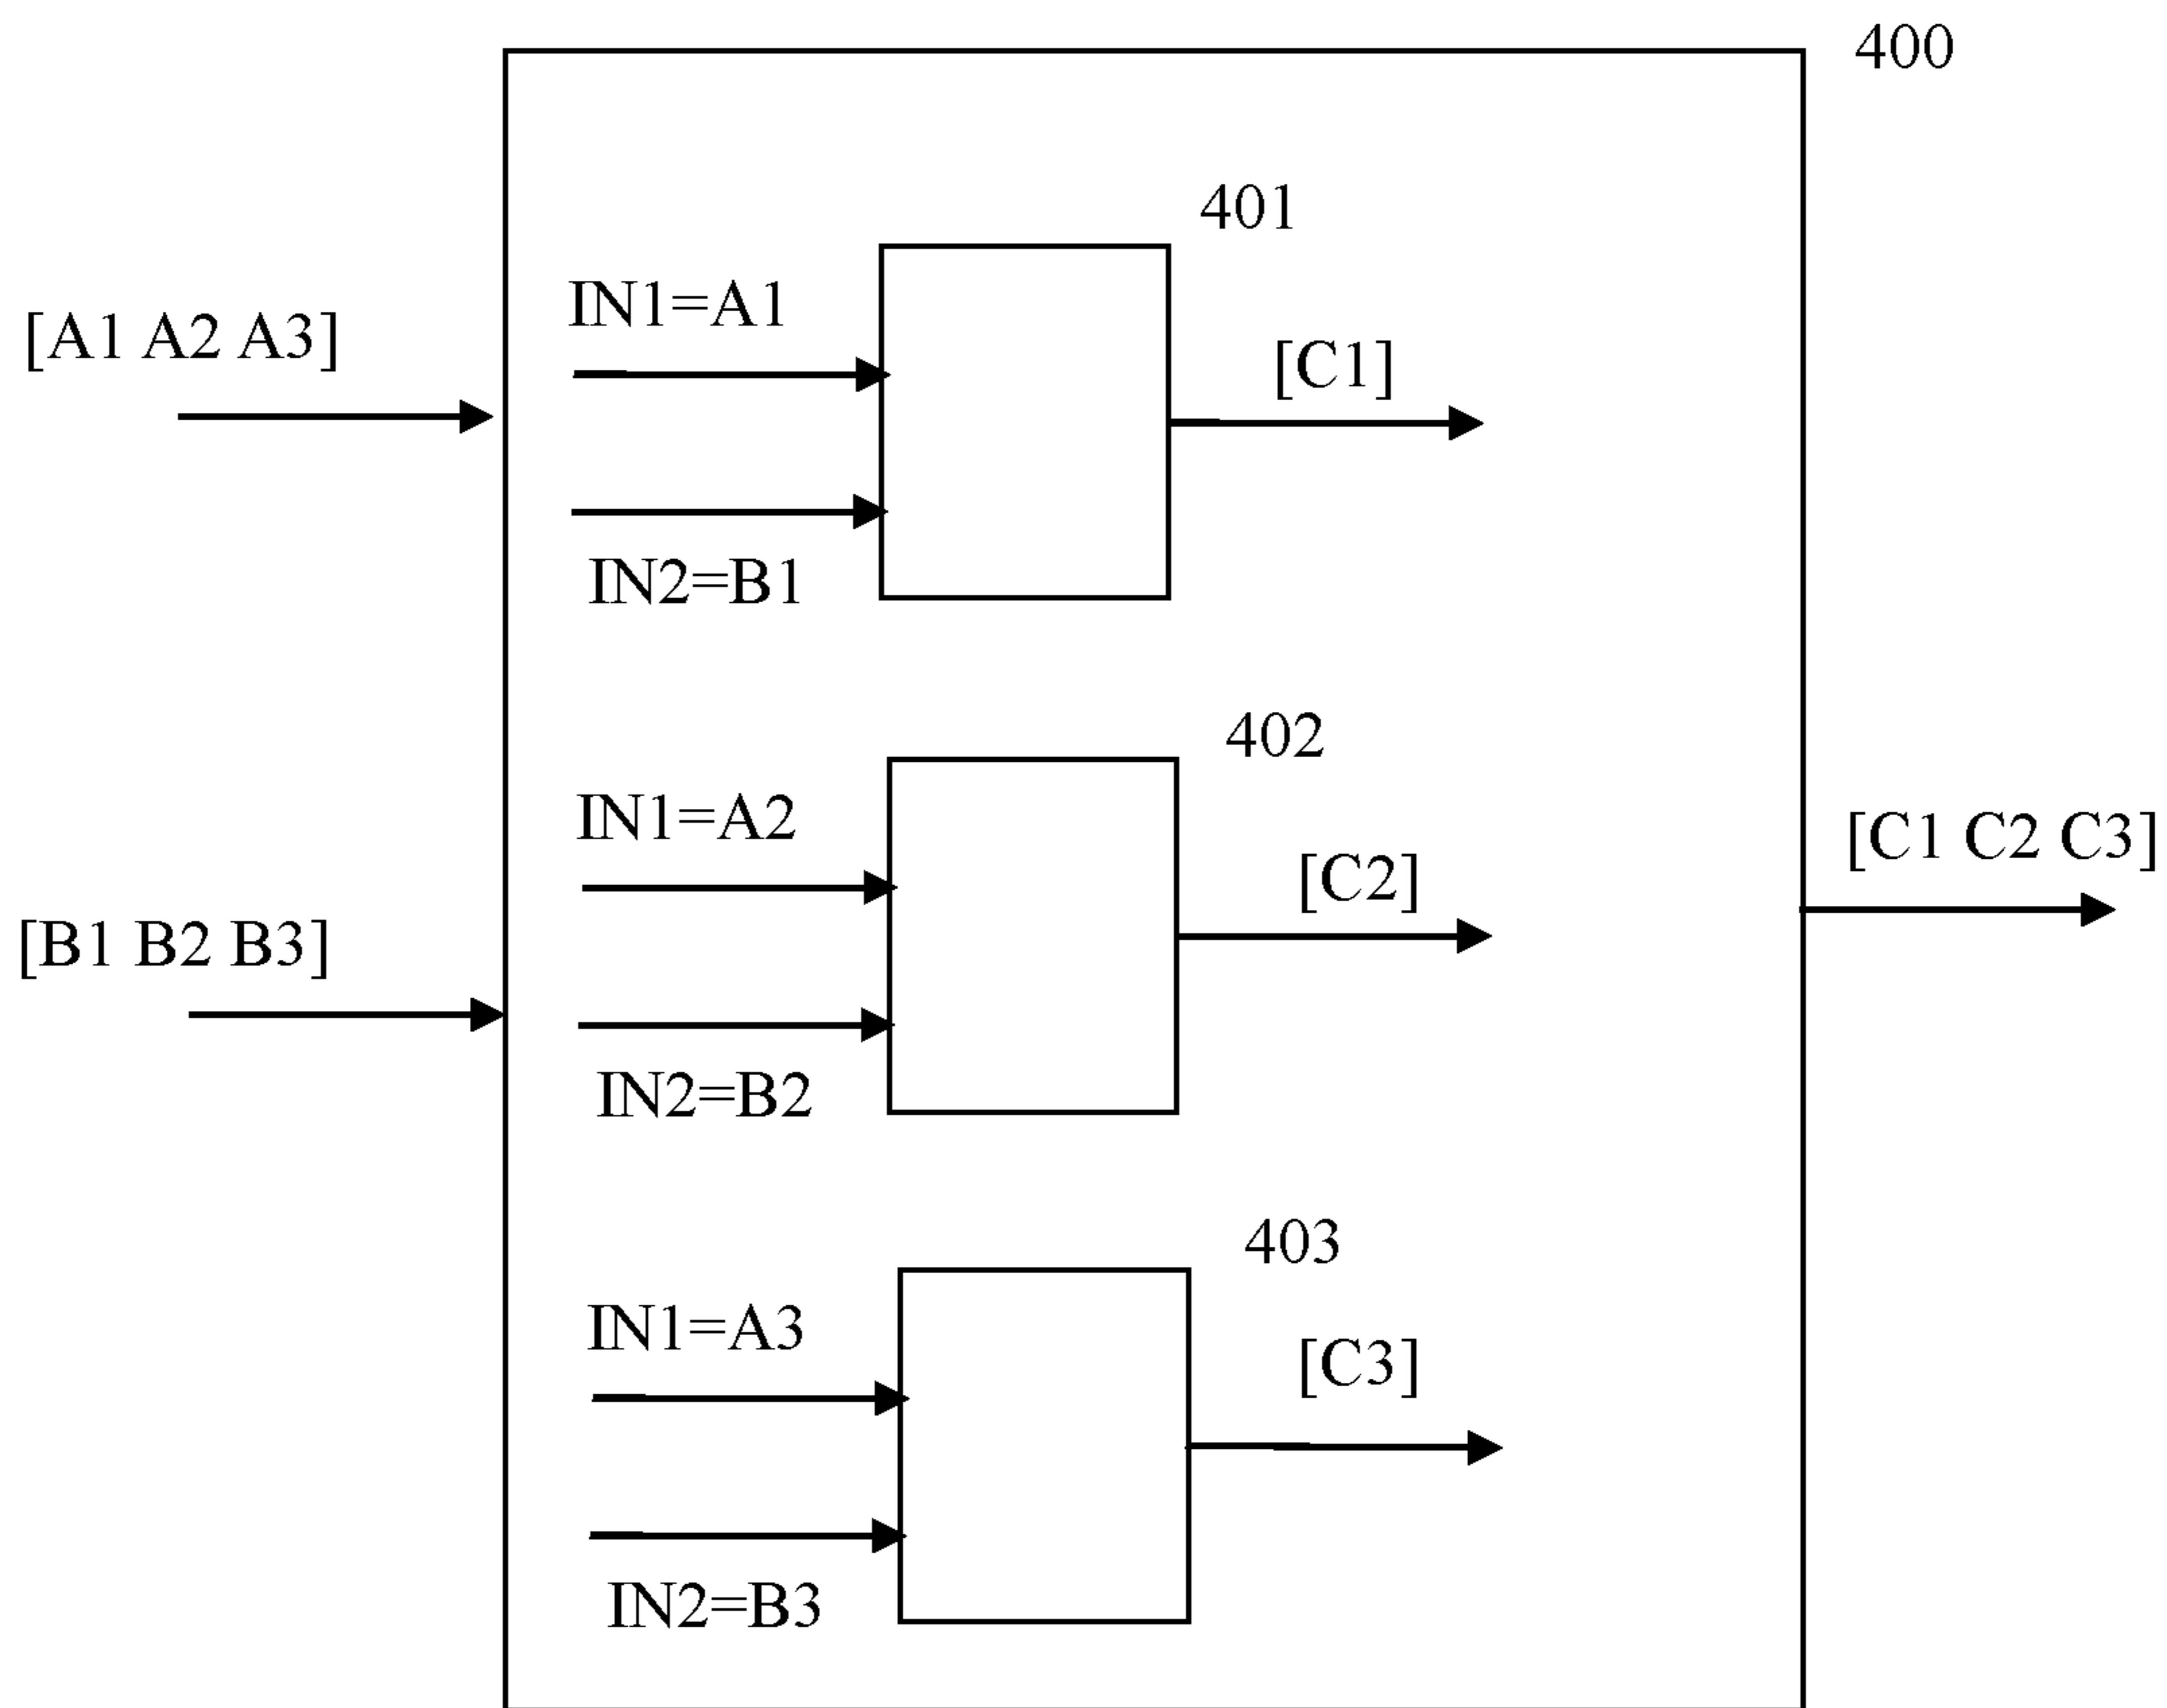 400
401
IN1=A1
[A1 A2 A3]
[C1]
IN2=B1
402
IN1=A2
[C1 C2 C3]
[C2]
[B1 B2 B3]
IN2=B2
403
IN1=A3
[C3]
IN2=B3